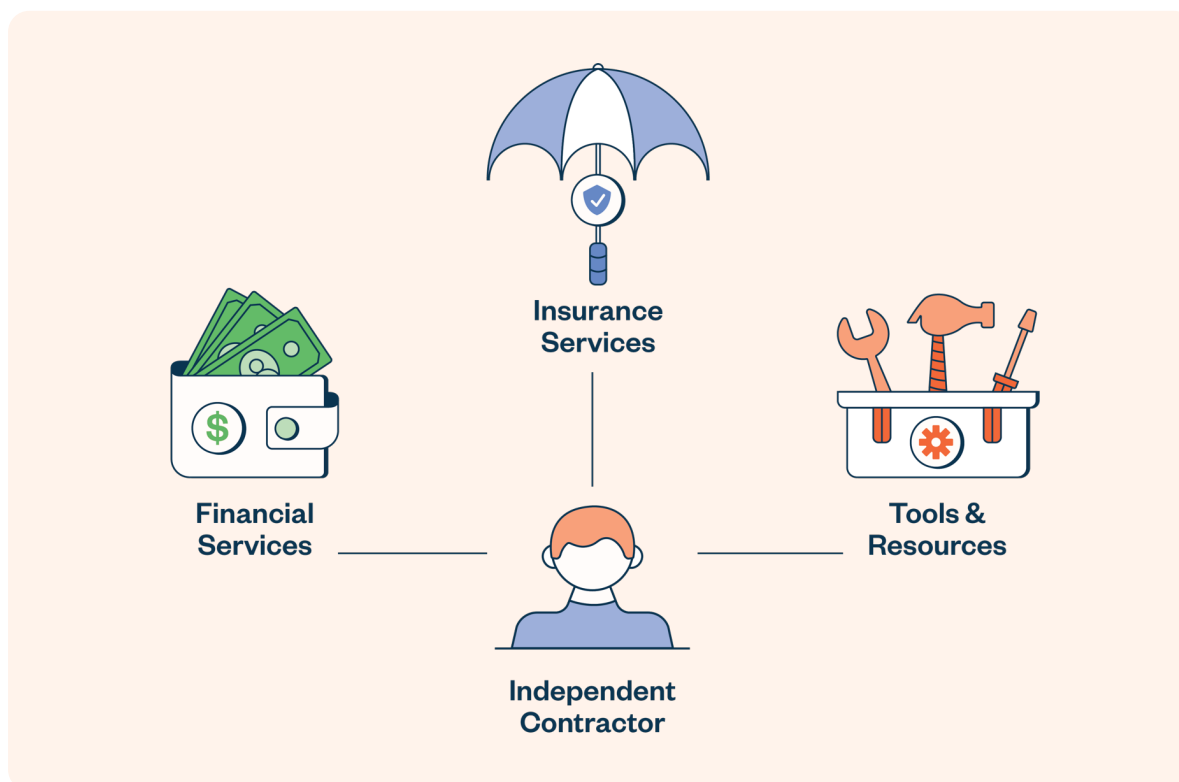 Insurance
Services
Financial
Services
Tools &
Resources
Independent
Contractor
$